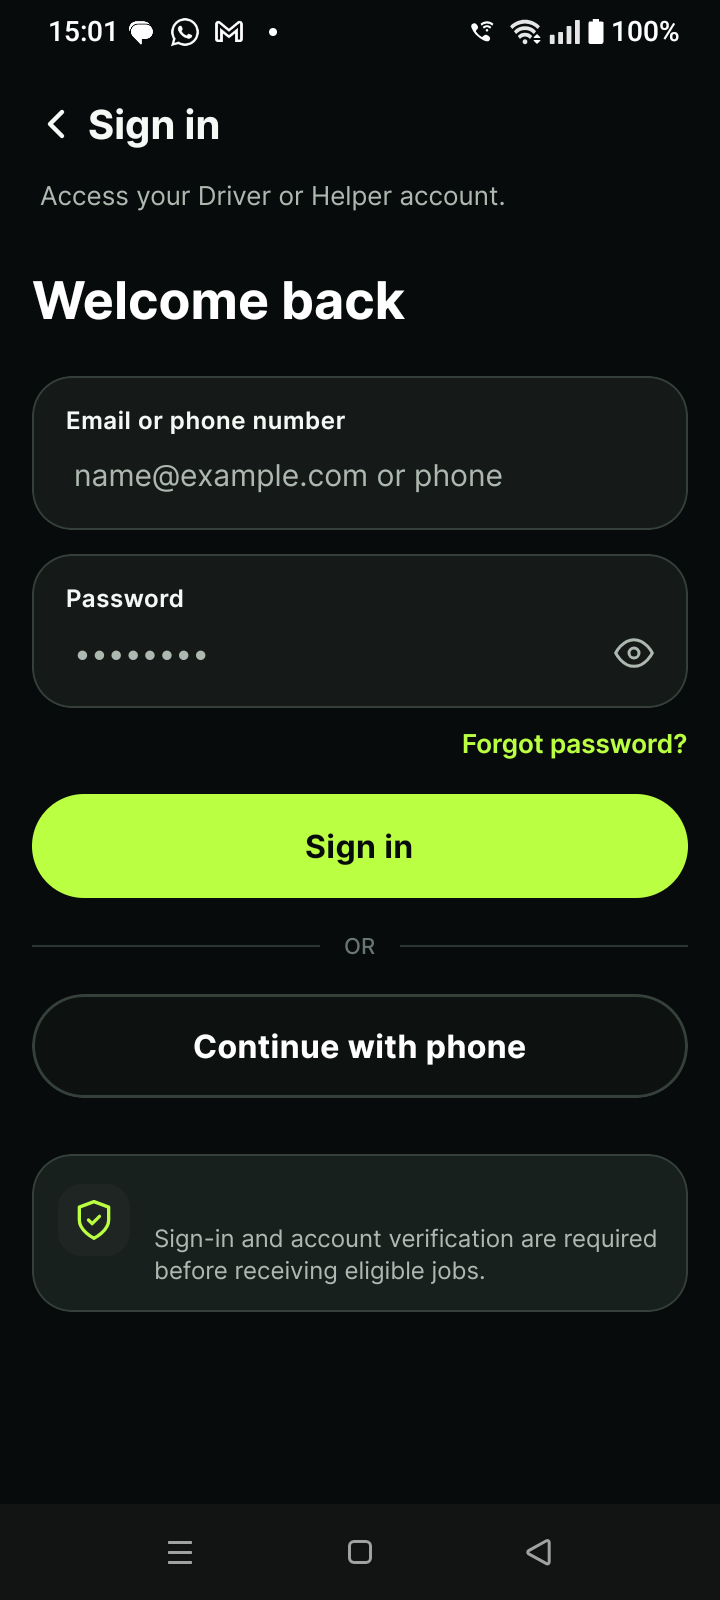 15:01
100%
Sign in
Access your Driver or Helper account.
Welcome back
Email or phone number
name@example.com or phone
Password
••••••••
Forgot password?
Sign in
OR
Continue with phone
Sign-in and account verification are required
before receiving eligible jobs.